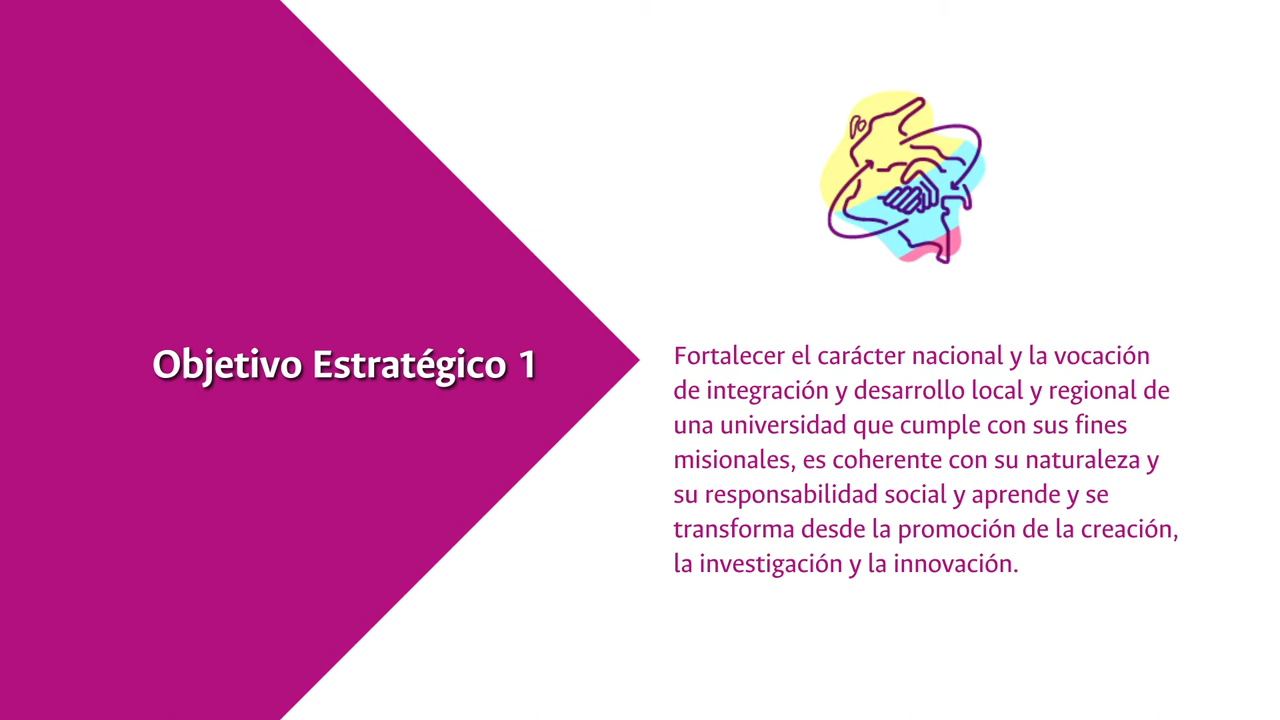 Objetivo Estratégico 1
Fortalecer el carácter nacional y la vocación
de integración y desarrollo local y regional de
una universidad que cumple con sus fines
misionales, es coherente con su naturaleza y
su responsabilidad social y aprende y se
transforma desde la promoción de la creación,
la investigación y la innovación.